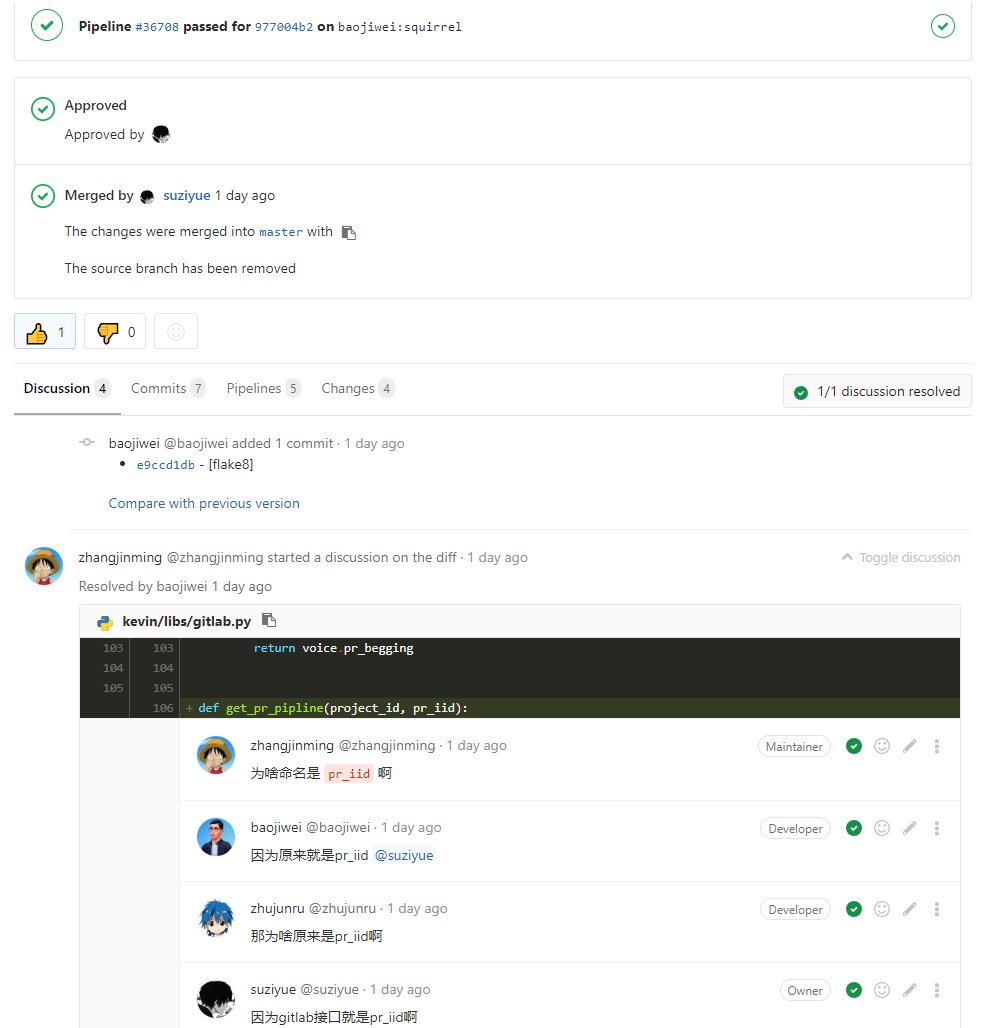 Pipeline #36708 passed for 977004b2 on baojiwei:squirrel
Approved
Approved by
Merged by suziyue 1 day ago
The changes were merged into master with
The source branch has been removed
1 0
Discussion 4 Commits 7 Pipelines 5 Changes 4 1/1 discussion resolved
baojiwei @baojiwei added 1 commit · 1 day ago
• e9ccd1db - [flake8]
Compare with previous version
zhangjinming @zhangjinming started a discussion on the diff · 1 day ago Toggle discussion
Resolved by baojiwei 1 day ago
kevin/libs/gitlab.py
103 103 return voice.pr_begging
104 104
105 105
106 + def get_pr_pipline(project_id, pr_iid):
zhangjinming @zhangjinming · 1 day ago Maintainer
为啥命名是 pr_iid 啊
baojiwei @baojiwei · 1 day ago Developer
因为原来就是pr_iid @suziyue
zhujunru @zhujunru · 1 day ago Developer
那为啥原来是pr_iid啊
suziyue @suziyue · 1 day ago Owner
因为gitlab接口就是pr_iid啊